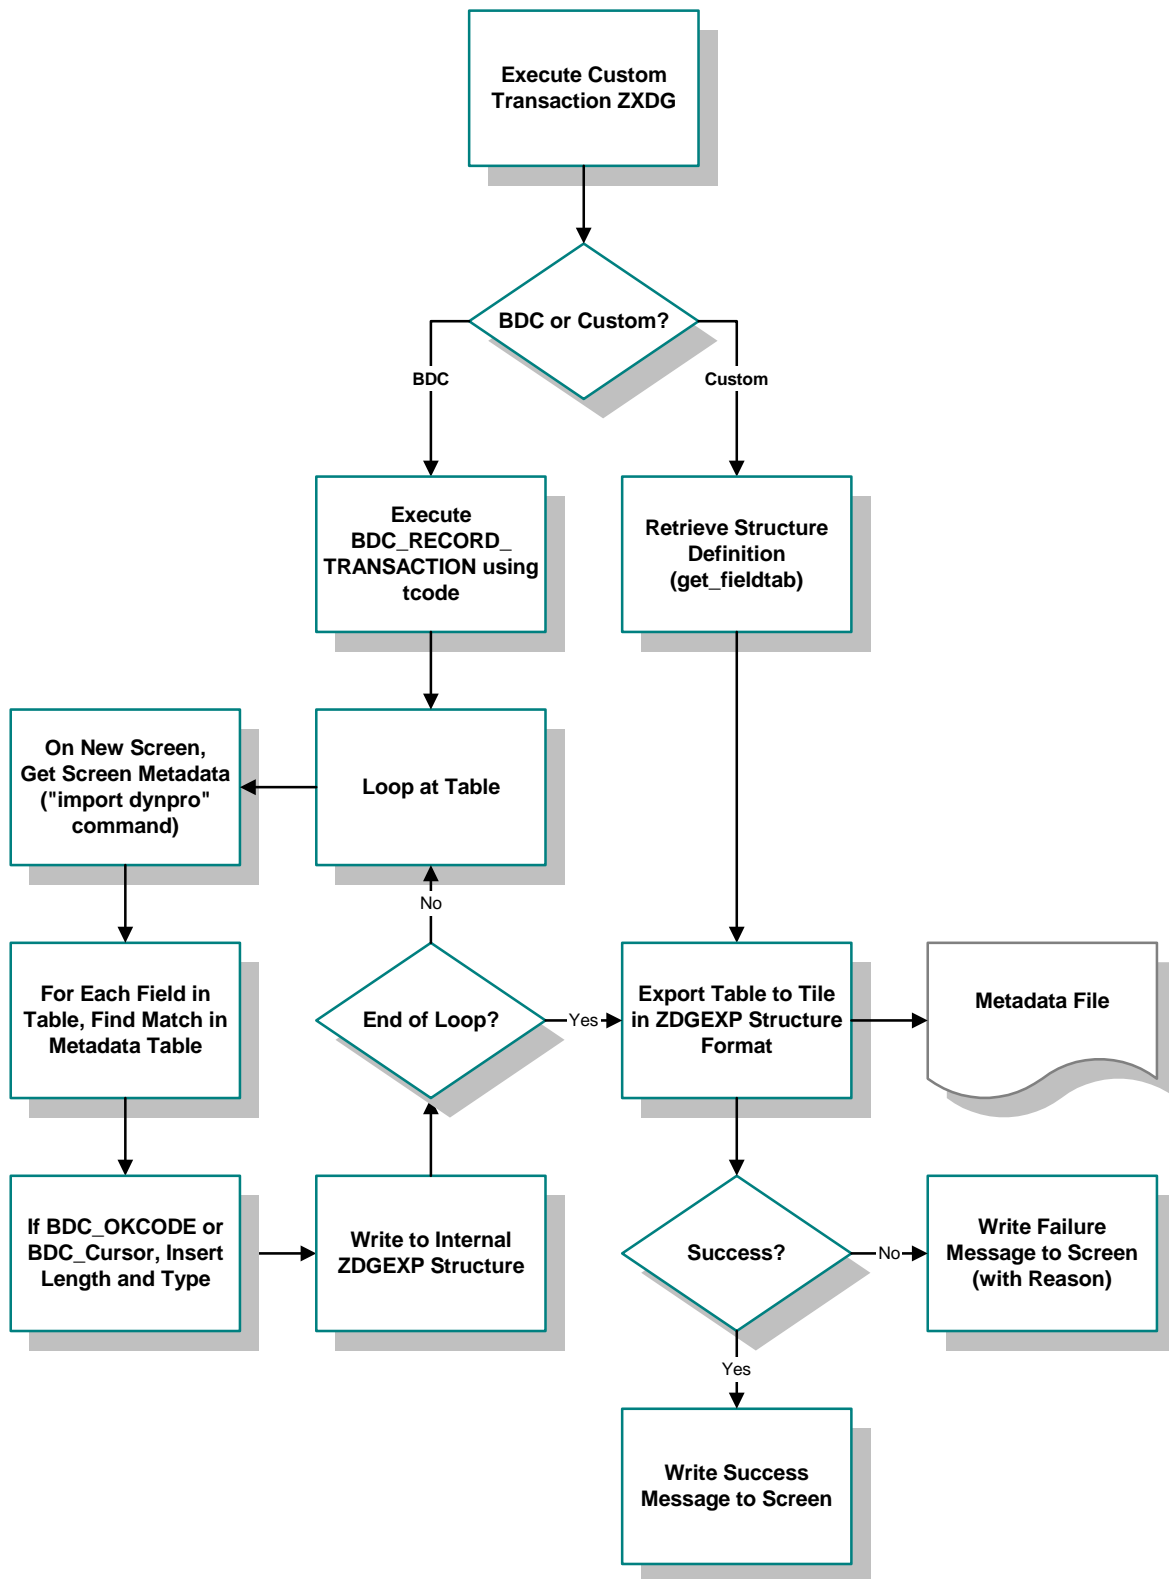 Execute Custom
Transaction ZXDG
BDC or Custom?
BDC
Custom
Execute
BDC_RECORD_
TRANSACTION using
tcode
Retrieve Structure
Definition
(get_fieldtab)
On New Screen,
Get Screen Metadata
("import dynpro"
command)
Loop at Table
No
For Each Field in
Table, Find Match in
Metadata Table
End of Loop?
Yes
Export Table to Tile
in ZDGEXP Structure
Format
Metadata File
If BDC_OKCODE or
BDC_Cursor, Insert
Length and Type
Write to Internal
ZDGEXP Structure
Success?
No
Write Failure
Message to Screen
(with Reason)
Yes
Write Success
Message to Screen